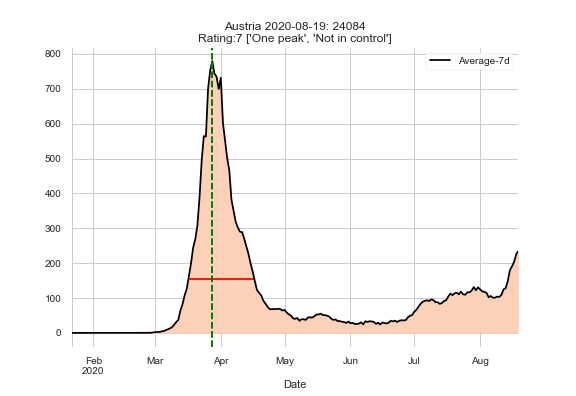 Austria 2020-08-19: 24084
Rating:7 ['One peak', 'Not in control']
Average-7d
800
700
600
500
400
300
200
100
0
Feb
2020
Mar
Apr
May
Jun
Jul
Aug
Date